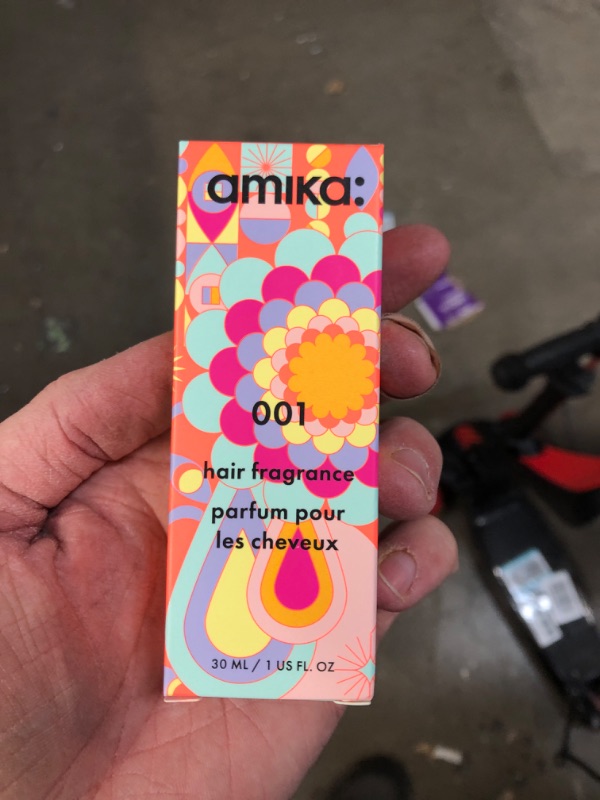 amika:
001
hair fragrance
parfum pour
les cheveux
30 ML / 1 US FL. OZ